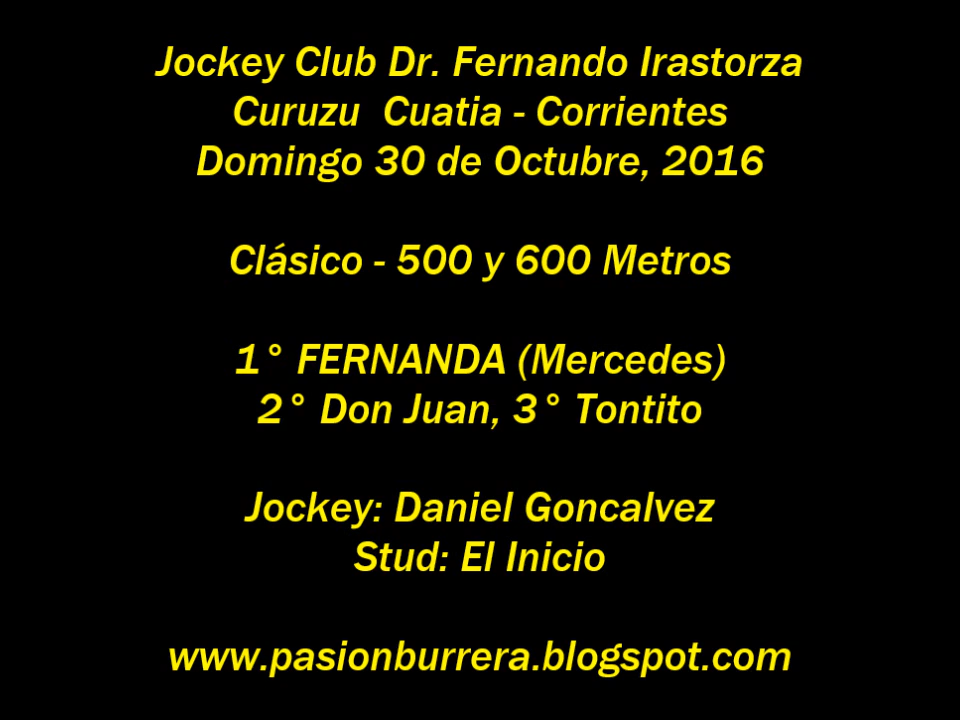 Jockey Club Dr. Fernando Irastorza
Curuzu Cuatia - Corrientes
Domingo 30 de Octubre, 2016
Clásico - 500 y 600 Metros
1° FERNANDA (Mercedes)
2° Don Juan, 3° Tontito
Jockey: Daniel Goncalvez
Stud: El Inicio
www.pasionburrera.blogspot.com